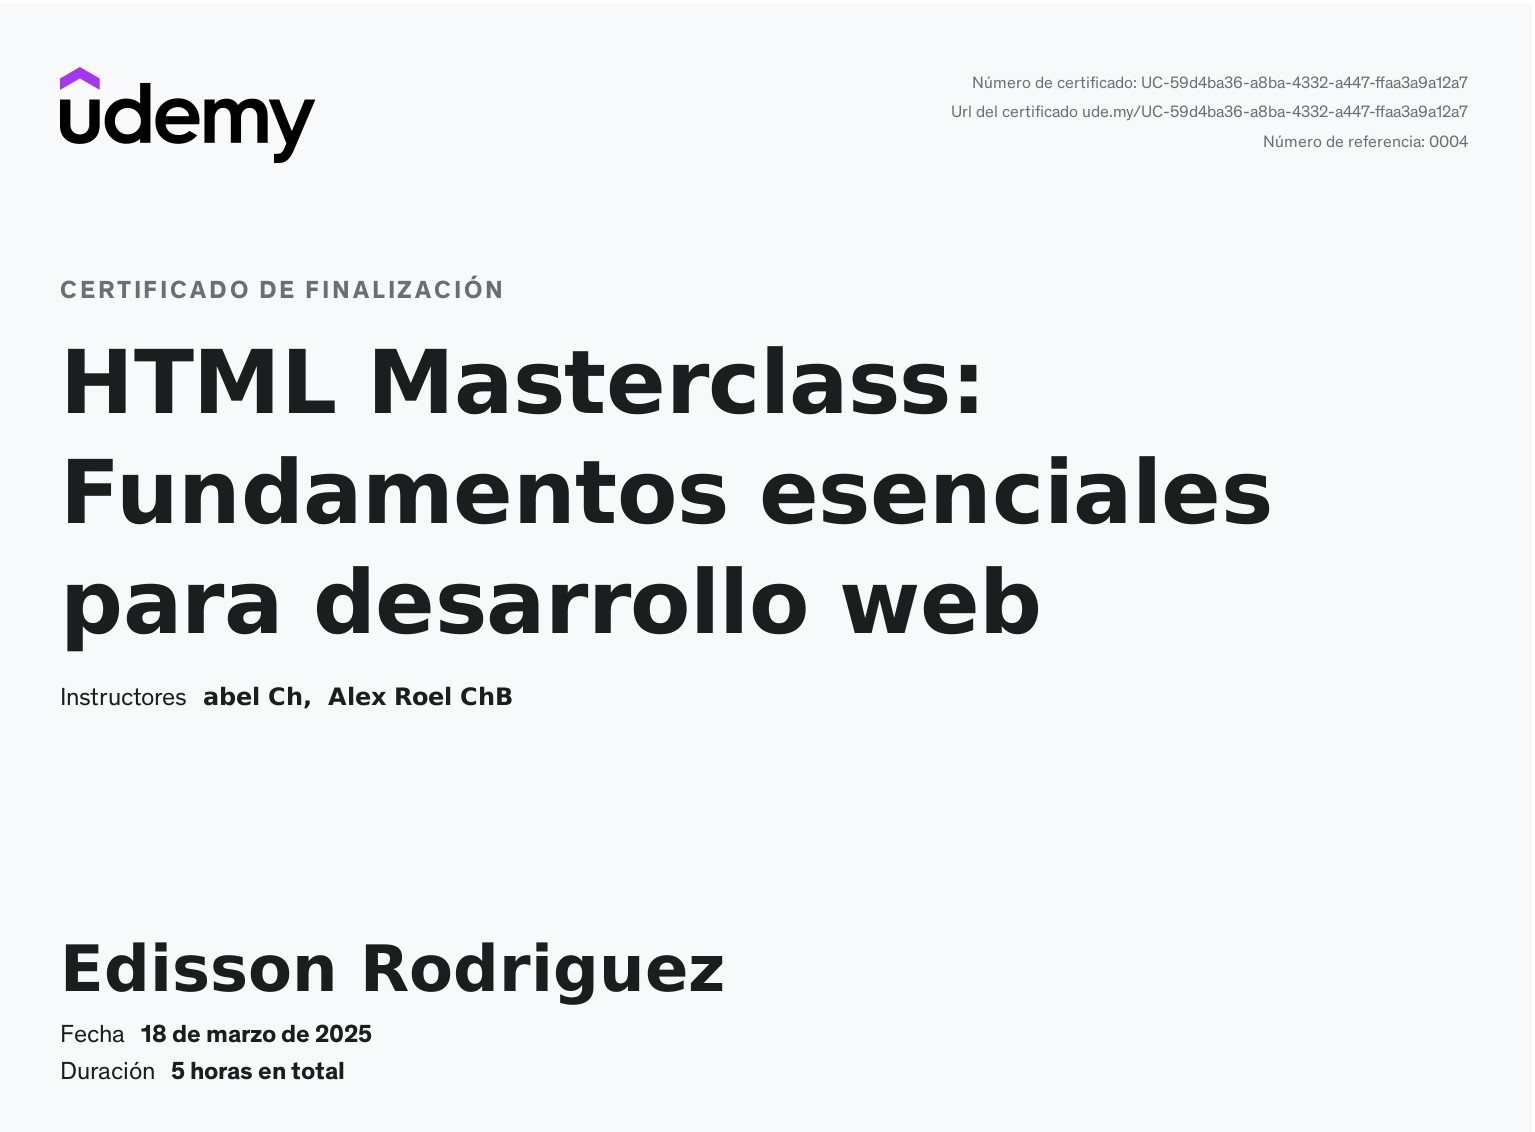 udemy
Número de certificado: UC-59d4ba36-a8ba-4332-a447-ffaa3a9a12a7
Url del certificado ude.my/UC-59d4ba36-a8ba-4332-a447-ffaa3a9a12a7
Número de referencia: 0004
CERTIFICADO DE FINALIZACIÓN
HTML Masterclass:
Fundamentos esenciales
para desarrollo web
Instructores abel Ch, Alex Roel ChB
Edisson Rodriguez
Fecha 18 de marzo de 2025
Duración 5 horas en total